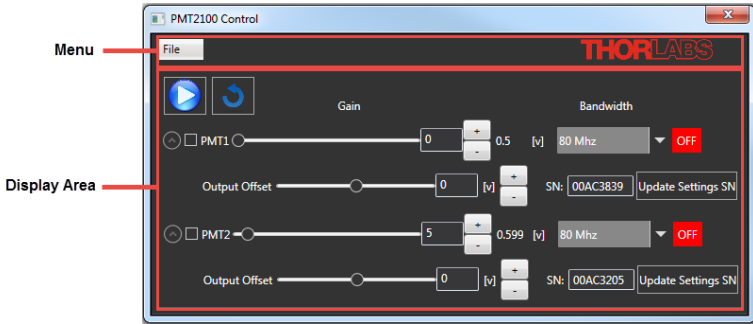 PMT2100 Control
Menu
File
THORLABS
Gain
Bandwidth
PMT1 0 + - 0.5 [v] 80 Mhz OFF
Display Area
Output Offset 0 [v] + - SN: 00AC3839 Update Settings SN
PMT2 5 + - 0.599 [v] 80 Mhz OFF
Output Offset 0 [v] + - SN: 00AC3205 Update Settings SN